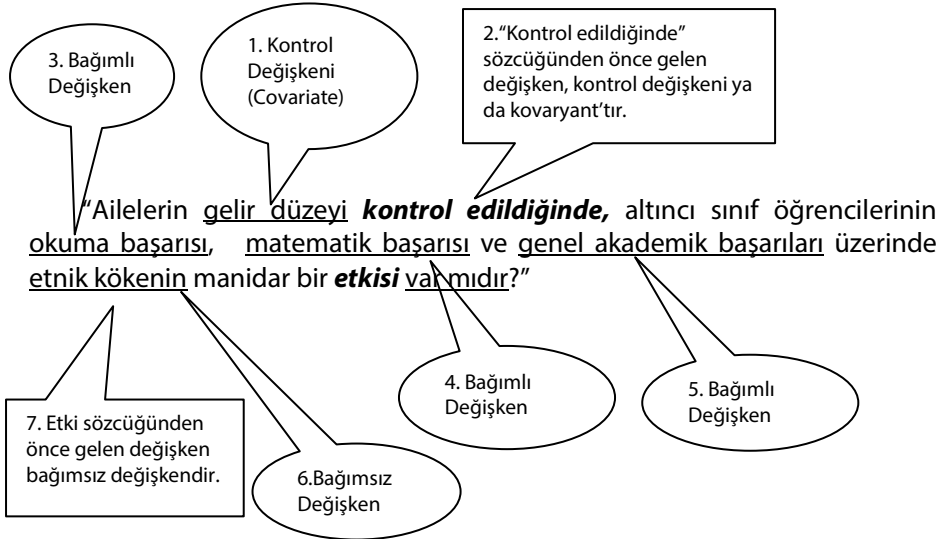 3. Bağımlı
Değişken
1. Kontrol
Değişkeni
(Covariate)
2.“Kontrol edildiğinde”
sözcüğünden önce gelen
değişken, kontrol değişkeni ya
da kovaryant’tır.
“Ailelerin gelir düzeyi kontrol edildiğinde, altıncı sınıf öğrencilerinin
okuma başarısı, matematik başarısı ve genel akademik başarıları üzerinde
etnik kökenin manidar bir etkisi var mıdır?”
4. Bağımlı
Değişken
5. Bağımlı
Değişken
7. Etki sözcüğünden
önce gelen değişken
bağımsız değişkendir.
6.Bağımsız
Değişken